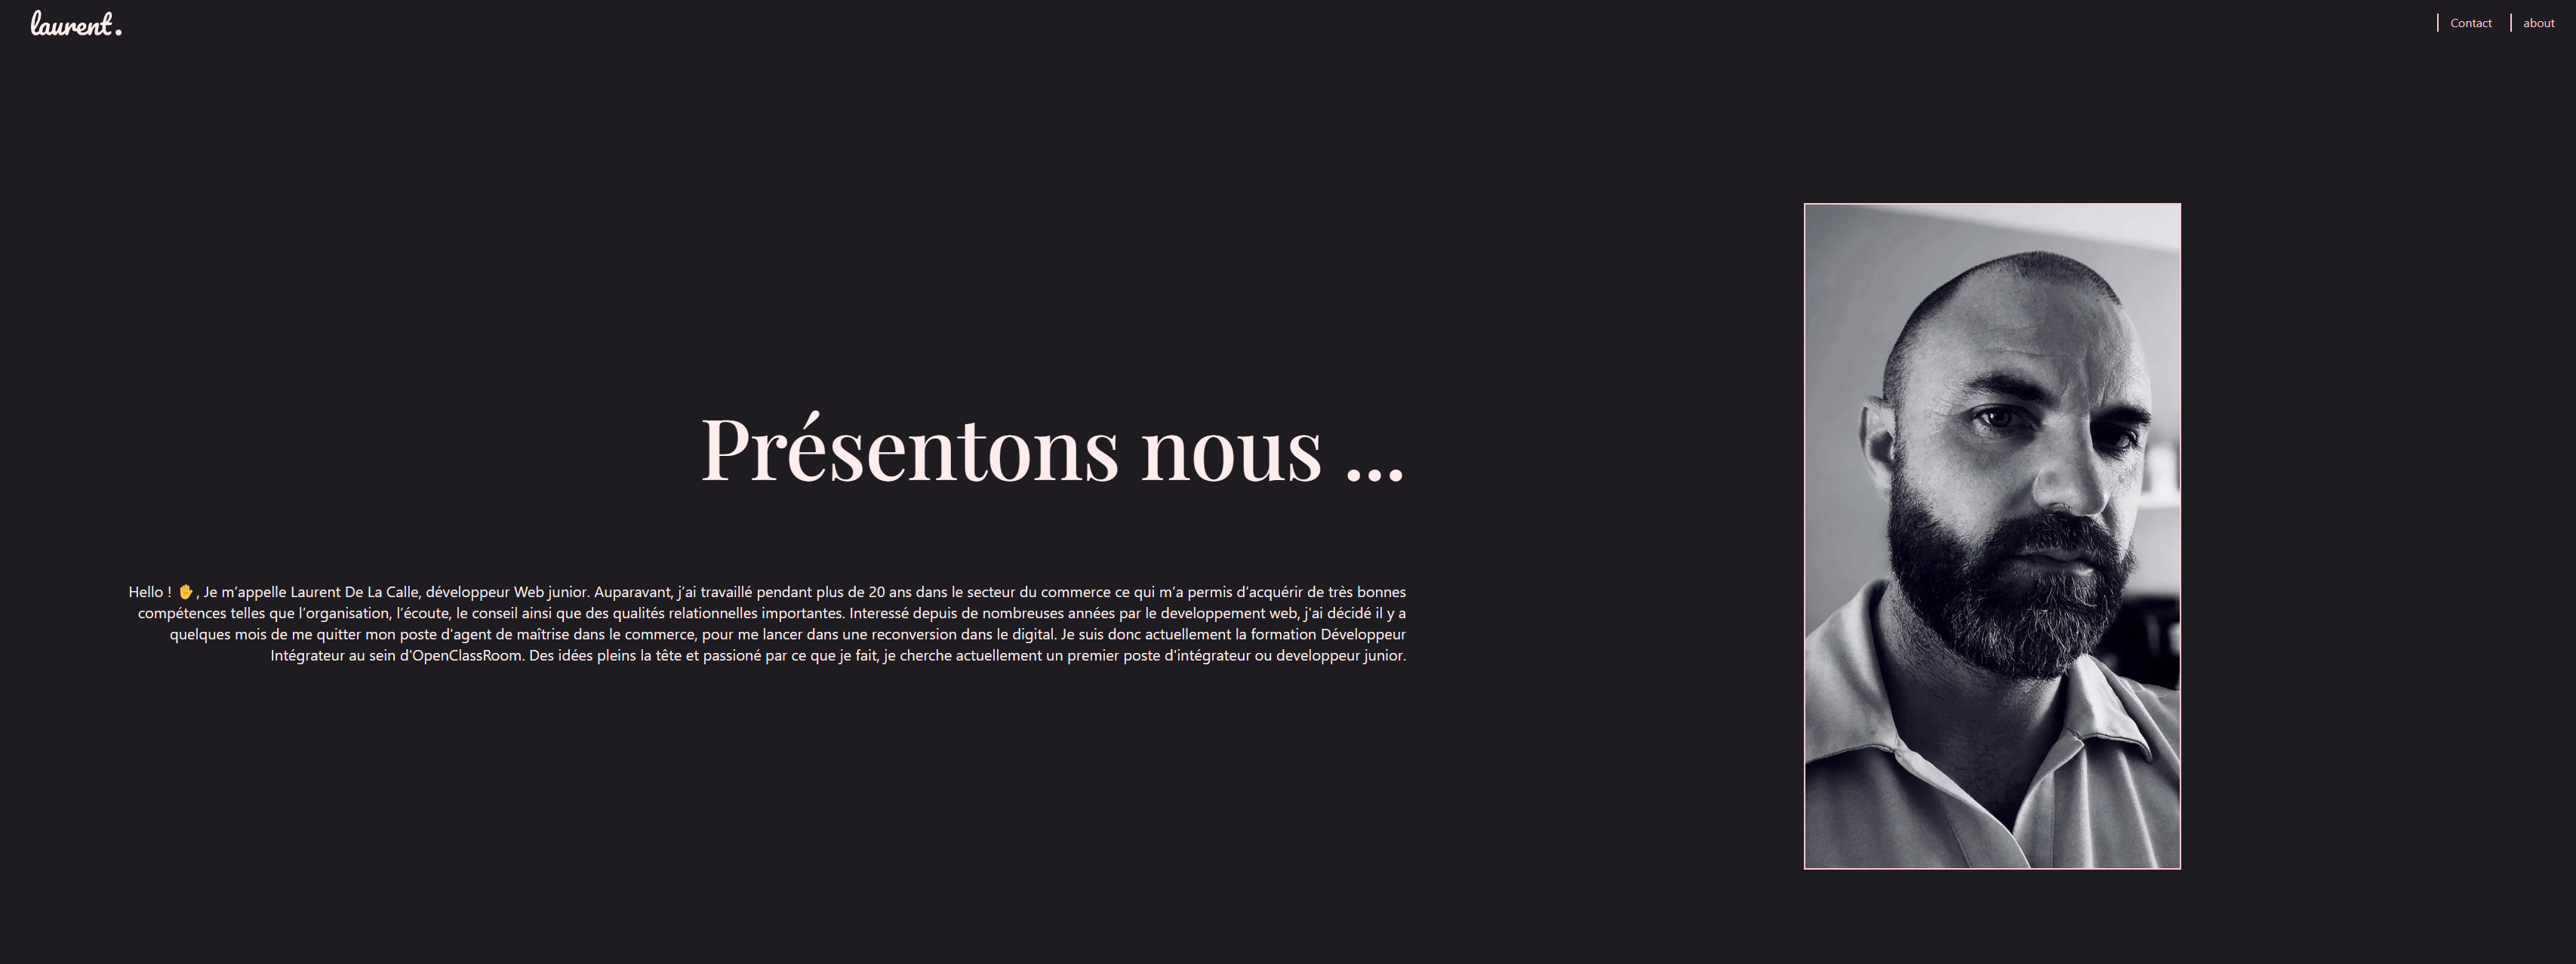 laurent.
Contact
about
Présentons nous ...
Hello ! ✋, Je m’appelle Laurent De La Calle, développeur Web junior. Auparavant, j’ai travaillé pendant plus de 20 ans dans le secteur du commerce ce qui m’a permis d’acquérir de très bonnes
compétences telles que l’organisation, l’écoute, le conseil ainsi que des qualités relationnelles importantes. Interessé depuis de nombreuses années par le developpement web, j'ai décidé il y a
quelques mois de me quitter mon poste d'agent de maîtrise dans le commerce, pour me lancer dans une reconversion dans le digital. Je suis donc actuellement la formation Développeur
Intégrateur au sein d'OpenClassRoom. Des idées pleins la tête et passioné par ce que je fait, je cherche actuellement un premier poste d'intégrateur ou developpeur junior.